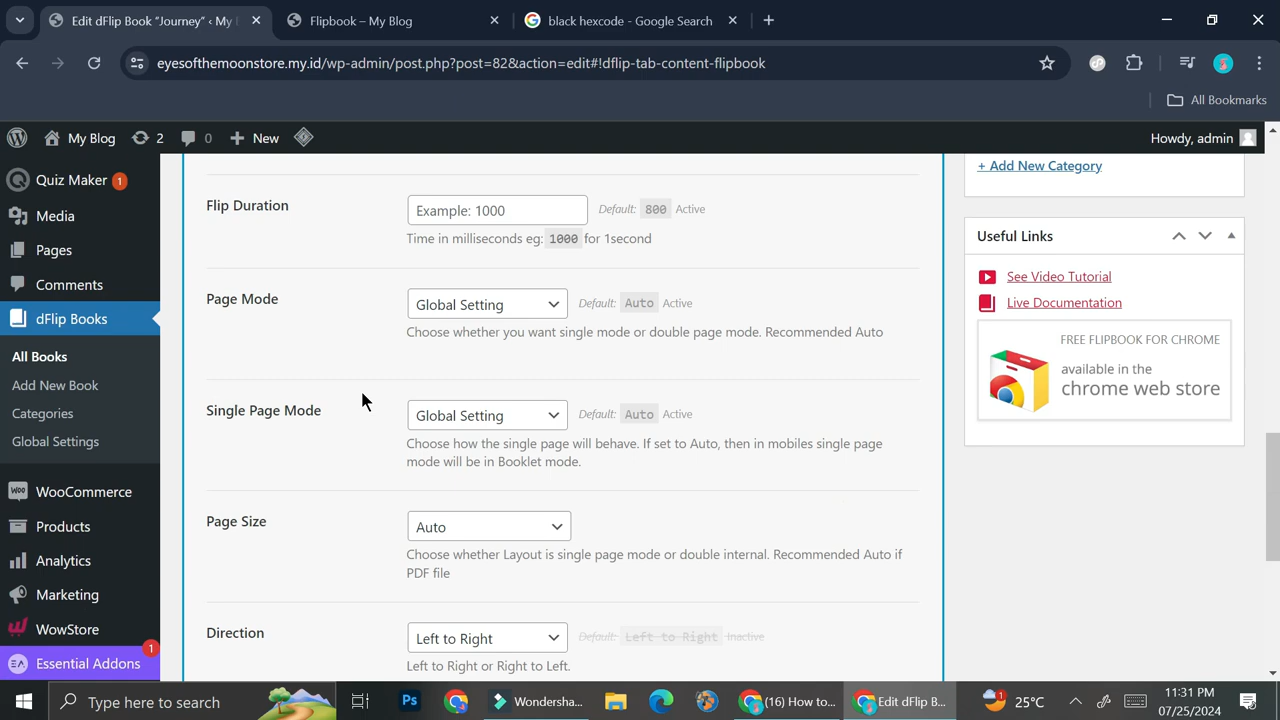 Edit dFlip Book “Journey” ‹ My
Flipbook – My Blog
black hexcode - Google Search
eyesofthemoonstore.my.id/wp-admin/post.php?post=82&action=edit#!dflip-tab-content-flipbook
All Bookmarks
My Blog
2
0
New
Howdy, admin
Quiz Maker 1
Media
Pages
Comments
dFlip Books
All Books
Add New Book
Categories
Global Settings
WooCommerce
Products
Analytics
Marketing
WowStore
Essential Addons 1
Flip Duration
Example: 1000
Default: 800 Active
Time in milliseconds eg: 1000 for 1second
Page Mode
Global Setting
Default: Auto Active
Choose whether you want single mode or double page mode. Recommended Auto
Single Page Mode
Global Setting
Default: Auto Active
Choose how the single page will behave. If set to Auto, then in mobiles single page
mode will be in Booklet mode.
Page Size
Auto
Choose whether Layout is single page mode or double internal. Recommended Auto if
PDF file
Direction
Left to Right
Default: Left to Right Inactive
Left to Right or Right to Left.
+ Add New Category
Useful Links
See Video Tutorial
Live Documentation
FREE FLIPBOOK FOR CHROME
available in the
chrome web store
Type here to search
Ps
Wondersha...
(16) How to...
Edit dFlip B...
1
25°C
11:31 PM
07/25/2024